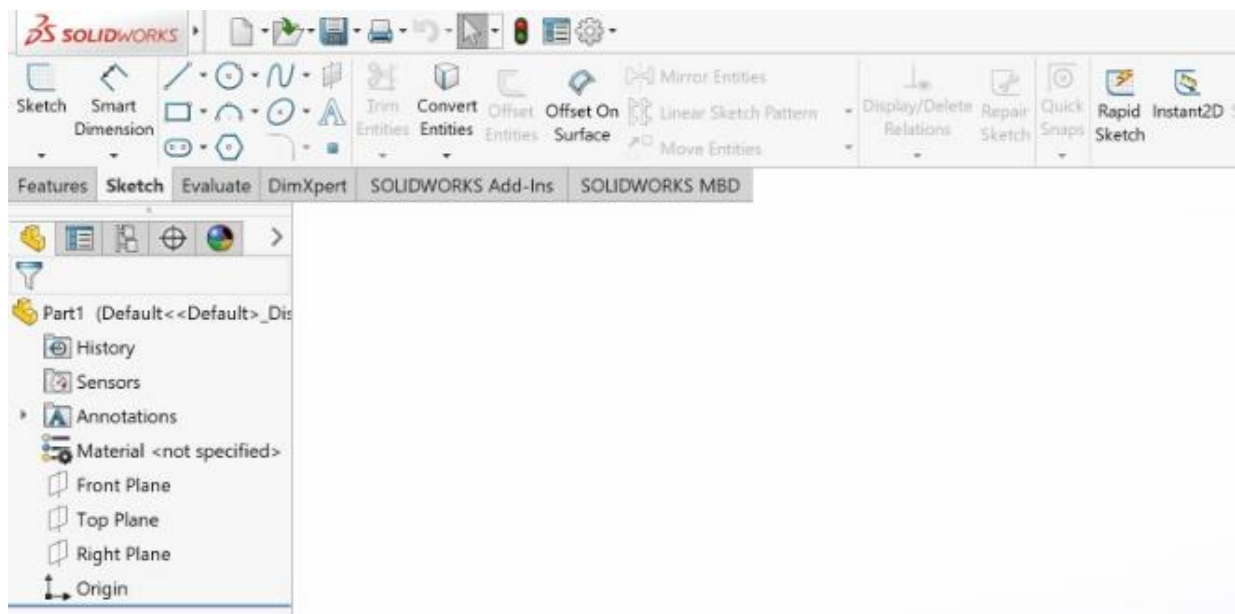 SOLIDWORKS
Sketch Smart Dimension Trim Entities Convert Entities Offset Entities Offset On Surface Mirror Entities
Linear Sketch Pattern
Move Entities
Display/Delete Relations Repair Sketch Quick Snaps Rapid Sketch Instant2D
Features Sketch Evaluate DimXpert SOLIDWORKS Add-Ins SOLIDWORKS MBD
Part1 (Default<<Default>_Dis
History
Sensors
Annotations
Material <not specified>
Front Plane
Top Plane
Right Plane
Origin